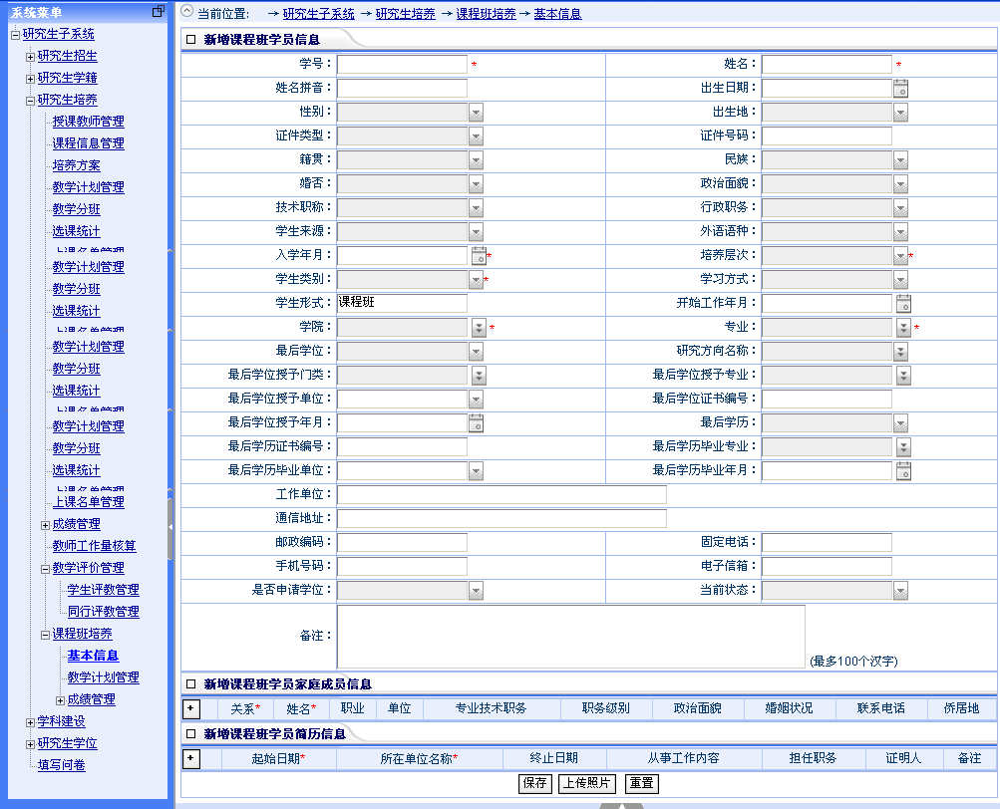 系统菜单
研究生子系统
研究生招生
研究生学籍
研究生培养
授课教师管理
课程信息管理
培养方案
教学计划管理
教学分班
选课统计
上课名单管理
教学计划管理
教学分班
选课统计
上课名单管理
教学计划管理
教学分班
选课统计
上课名单管理
教学计划管理
教学分班
选课统计
上课名单管理
上课名单管理
成绩管理
教师工作量核算
教学评价管理
学生评教管理
同行评教管理
课程班培养
基本信息
教学计划管理
成绩管理
学科建设
研究生学位
填写问卷
当前位置: →研究生子系统 →研究生培养 →课程班培养 →基本信息
新增课程班学员信息
学号: * 姓名: *
姓名拼音: 出生日期:
性别: 出生地:
证件类型: 证件号码:
籍贯: 民族:
婚否: 政治面貌:
技术职称: 行政职务:
学生来源: 外语语种:
入学年月: * 培养层次: *
学生类别: * 学习方式:
学生形式: 课程班 开始工作年月:
学院: * 专业: *
最后学位: 研究方向名称:
最后学位授予门类: 最后学位授予专业:
最后学位授予单位: 最后学位证书编号:
最后学位授予年月: 最后学历:
最后学历证书编号: 最后学历毕业专业:
最后学历毕业单位: 最后学历毕业年月:
工作单位:
通信地址:
邮政编码: 固定电话:
手机号码: 电子信箱:
是否申请学位: 当前状态:
备注: (最多100个汉字)
新增课程班学员家庭成员信息
+ 关系* 姓名* 职业 单位 专业技术职务 职务级别 政治面貌 婚姻状况 联系电话 侨居地
新增课程班学员简历信息
+ 起始日期* 所在单位名称* 终止日期 从事工作内容 担任职务 证明人 备注
保存 上传照片 重置